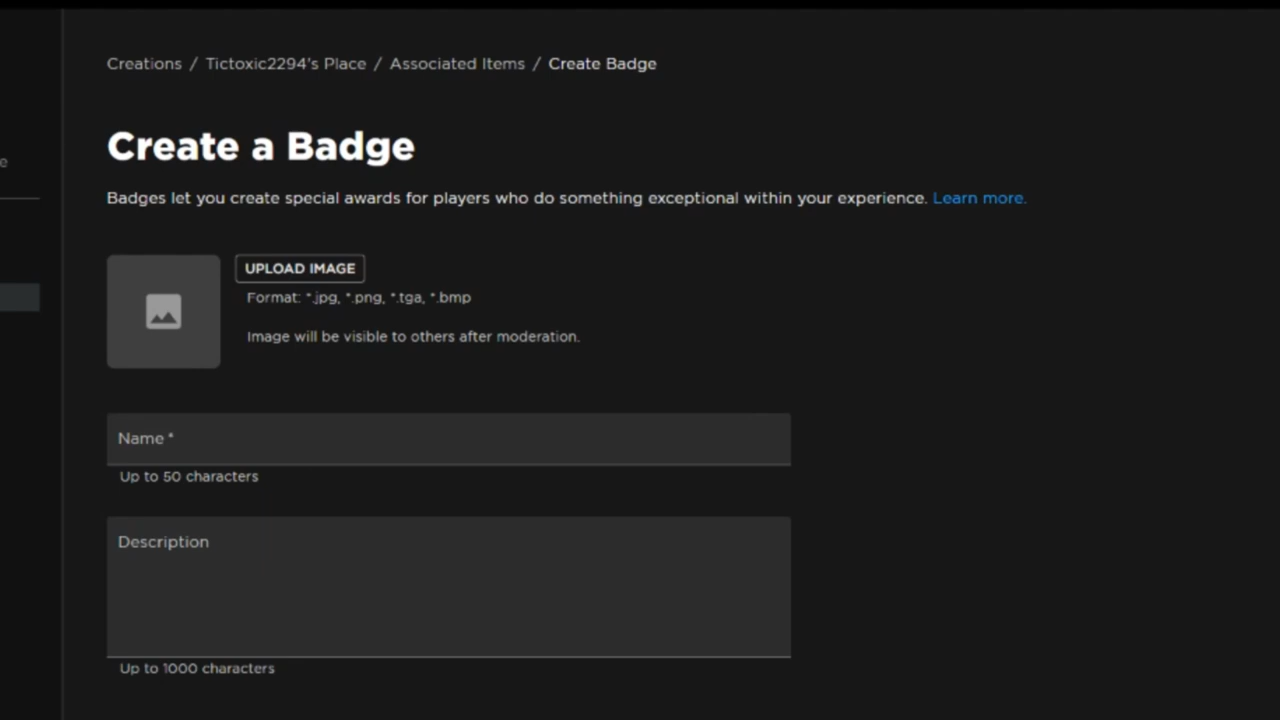 Creations / Tictoxic2294's Place / Associated Items / Create Badge
e
Create a Badge
Badges let you create special awards for players who do something exceptional within your experience. Learn more.
UPLOAD IMAGE
Format: *.jpg, *.png, *.tga, *.bmp
Image will be visible to others after moderation.
Name *
Up to 50 characters
Description
Up to 1000 characters